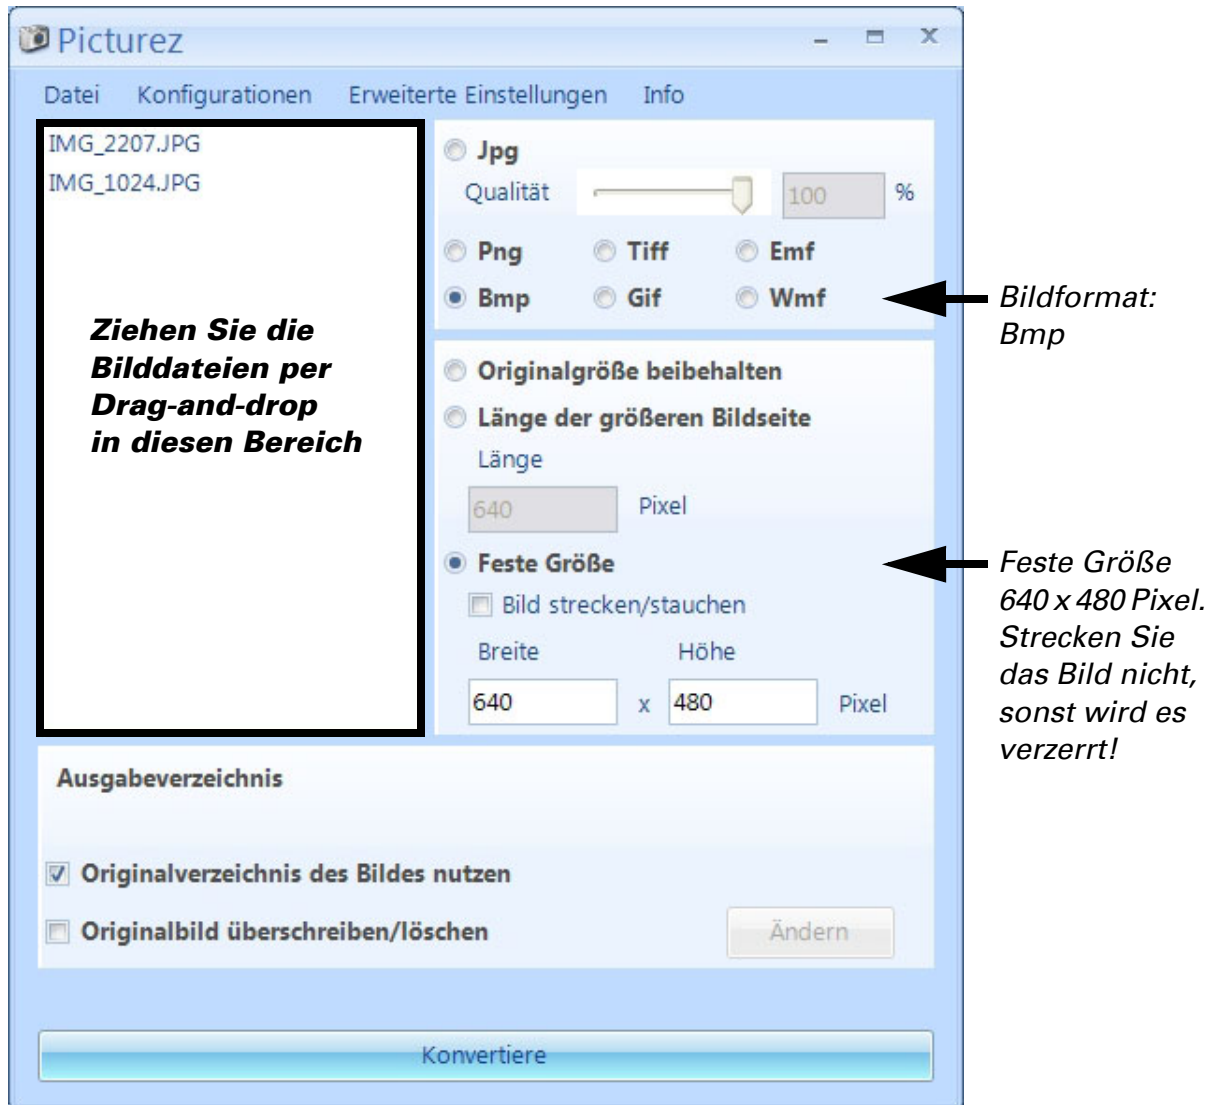 Picturez
Datei Konfigurationen Erweiterte Einstellungen Info
IMG_2207.JPG
IMG_1024.JPG
Ziehen Sie die
Bilddateien per
Drag-and-drop
in diesen Bereich
Jpg
Qualität 100 %
Png Tiff Emf
Bmp Gif Wmf
Bildformat:
Bmp
Originalgröße beibehalten
Länge der größeren Bildseite
Länge
640 Pixel
Feste Größe
Bild strecken/stauchen
Breite Höhe
640 x 480 Pixel
Feste Größe
640 x 480 Pixel.
Strecken Sie
das Bild nicht,
sonst wird es
verzerrt!
Ausgabeverzeichnis
Originalverzeichnis des Bildes nutzen
Originalbild überschreiben/löschen
Ändern
Konvertiere